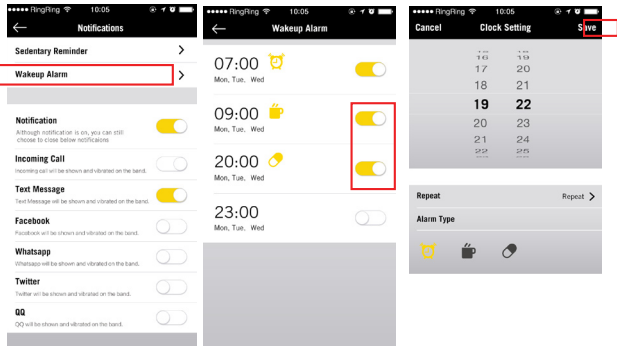 RingRing 10:05
Notifications
Sedentary Reminder
Wakeup Alarm
Notification
Although notification is on, you can still
choose to close below notificaions
Incoming Call
Incoming call will be shown and vibrated on the band.
Text Message
Text Message will be shown and vibrated on the band.
Facebook
Facebook will be shown and vibrated on the band.
Whatsapp
Whatsapp will be shown and vibrated on the band.
Twitter
Twitter will be shown and vibrated on the band.
QQ
QQ will be shown and vibrated on the band.
RingRing 10:05
Wakeup Alarm
07:00
Mon, Tue, Wed
09:00
Mon, Tue, Wed
20:00
Mon, Tue, Wed
23:00
Mon, Tue, Wed
RingRing 10:05
Cancel Clock Setting Save
16 19
17 20
18 21
19 22
20 23
21 24
22 25
Repeat Repeat
Alarm Type